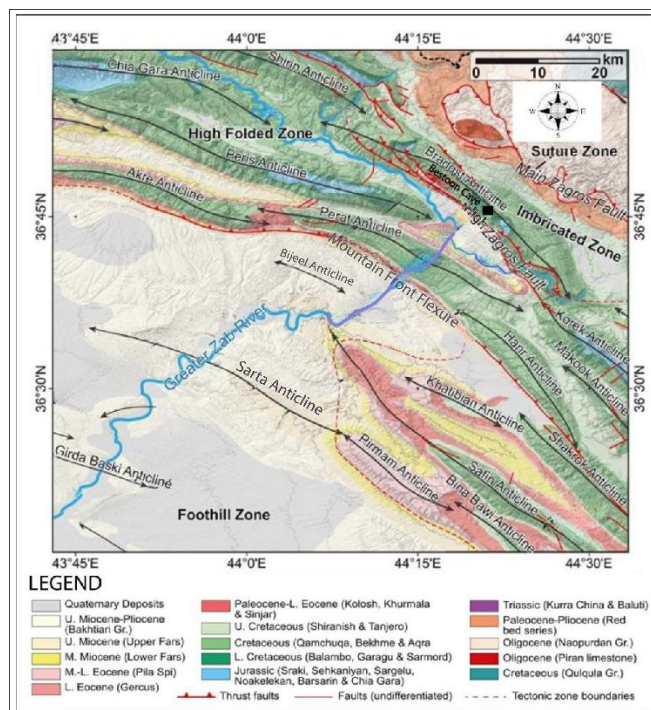 43°45'E 44°0'E 44°15'E 44°30'E
km
0 10 20
N
W E
S
Chia Gara Anticline
Shirin Anticline
High Folded Zone
Suture Zone
Main Zagros Fault
Bradost Anticline
Bestoon Cave
High Zagros Fault
Imbricated Zone
Peris Anticline
Akre Anticline
Perat Anticline
36°45'N
36°45'N
Bijeel Anticline
Mountain Front Flexure
Korek Anticline
Makook Anticline
Harir Anticline
Greater Zab River
Sarta Anticline
Khatibian Anticline
36°30'N
36°30'N
Shakrok Anticline
Safin Anticline
Pirmam Anticline
Bina Bawi Anticline
Girda Baski Anticline
Foothill Zone
43°45'E 44°0'E 44°15'E 44°30'E
LEGEND
Quaternary Deposits
U. Miocene-Pliocene
(Bakhtiari Gr.)
U. Miocene (Upper Fars)
M. Miocene (Lower Fars)
M.-L. Eocene (Pila Spi)
L. Eocene (Gercus)
Paleocene-L. Eocene (Kolosh, Khurmala
& Sinjar)
U. Cretaceous (Shiranish & Tanjero)
Cretaceous (Qamchuqa, Bekhme & Aqra
L. Cretaceous (Balambo, Garagu & Sarmord)
Jurassic (Sraki, Sehkaniyan, Sargelu,
Noakelekan, Barsarin & Chia Gara)
Triassic (Kurra China & Baluti)
Paleocene-Pliocene (Red
bed series)
Oligocene (Naopurdan Gr.)
Oligocene (Piran limestone)
Cretaceous (Qulqula Gr.)
Thrust faults
Faults (undifferentiated)
Tectonic zone boundaries